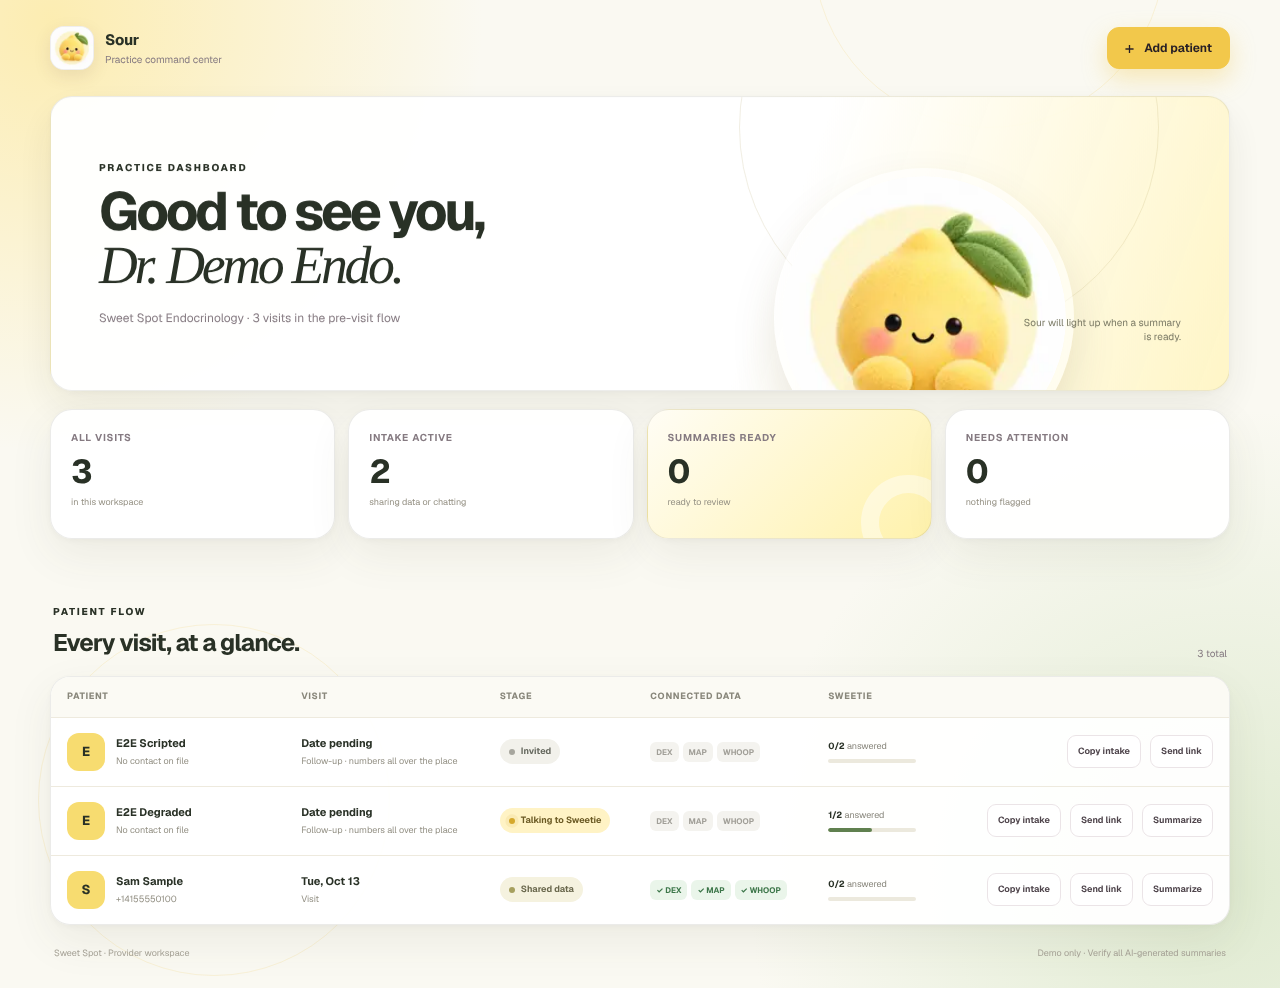 Sour
Practice command center
+ Add patient
PRACTICE DASHBOARD
Good to see you,
Dr. Demo Endo.
Sweet Spot Endocrinology · 3 visits in the pre-visit flow
Sour will light up when a summary
is ready.
ALL VISITS
3
in this workspace
INTAKE ACTIVE
2
sharing data or chatting
SUMMARIES READY
0
ready to review
NEEDS ATTENTION
0
nothing flagged
PATIENT FLOW
Every visit, at a glance.
3 total
PATIENT VISIT STAGE CONNECTED DATA SWEETIE
E E2E Scripted
No contact on file
Date pending
Follow-up · numbers all over the place
Invited
DEX MAP WHOOP
0/2 answered
Copy intake Send link
E E2E Degraded
No contact on file
Date pending
Follow-up · numbers all over the place
Talking to Sweetie
DEX MAP WHOOP
1/2 answered
Copy intake Send link Summarize
S Sam Sample
+14155550100
Tue, Oct 13
Visit
Shared data
✓ DEX ✓ MAP ✓ WHOOP
0/2 answered
Copy intake Send link Summarize
Sweet Spot · Provider workspace
Demo only · Verify all AI-generated summaries